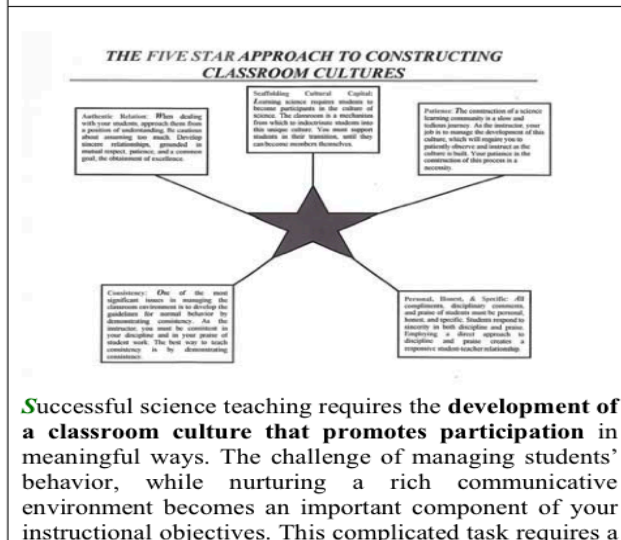 THE FIVE STAR APPROACH TO CONSTRUCTING
CLASSROOM CULTURES
Scaffolding Cultural Capital:
Learning science requires students to
become participants in the culture of
science. The classroom is a mechanism
from which to indoctrinate students into
this unique culture. You must support
students in their transition, until they
can become members themselves.
Authentic Relation: When dealing
with your students, approach them from
a position of understanding. Be cautious
about assuming too much. Develop
sincere relationships, grounded in
mutual respect, patience, and a common
goal, the obtainment of excellence.
Patience: The construction of a science
learning community is a slow and
tedious journey. As the instructor, your
job is to manage the development of this
culture, which will require you to
patiently observe and instruct as the
culture is built. Your patience in the
construction of this process is a
necessity.
Consistency: One of the most
significant issues in managing the
classroom environment is to develop the
guidelines for normal behavior by
demonstrating consistency. As the
instructor, you must be consistent in
your discipline and in your praise of
student work. The best way to teach
consistency is by demonstrating
consistency.
Personal, Honest, & Specific: All
compliments, disciplinary comments,
and praise of students must be personal,
honest, and specific. Students respond to
sincerity in both discipline and praise.
Employing a direct approach to
discipline and praise creates a
responsive student-teacher relationship.
Successful science teaching requires the development of
a classroom culture that promotes participation in
meaningful ways. The challenge of managing students’
behavior, while nurturing a rich communicative
environment becomes an important component of your
instructional objectives. This complicated task requires a